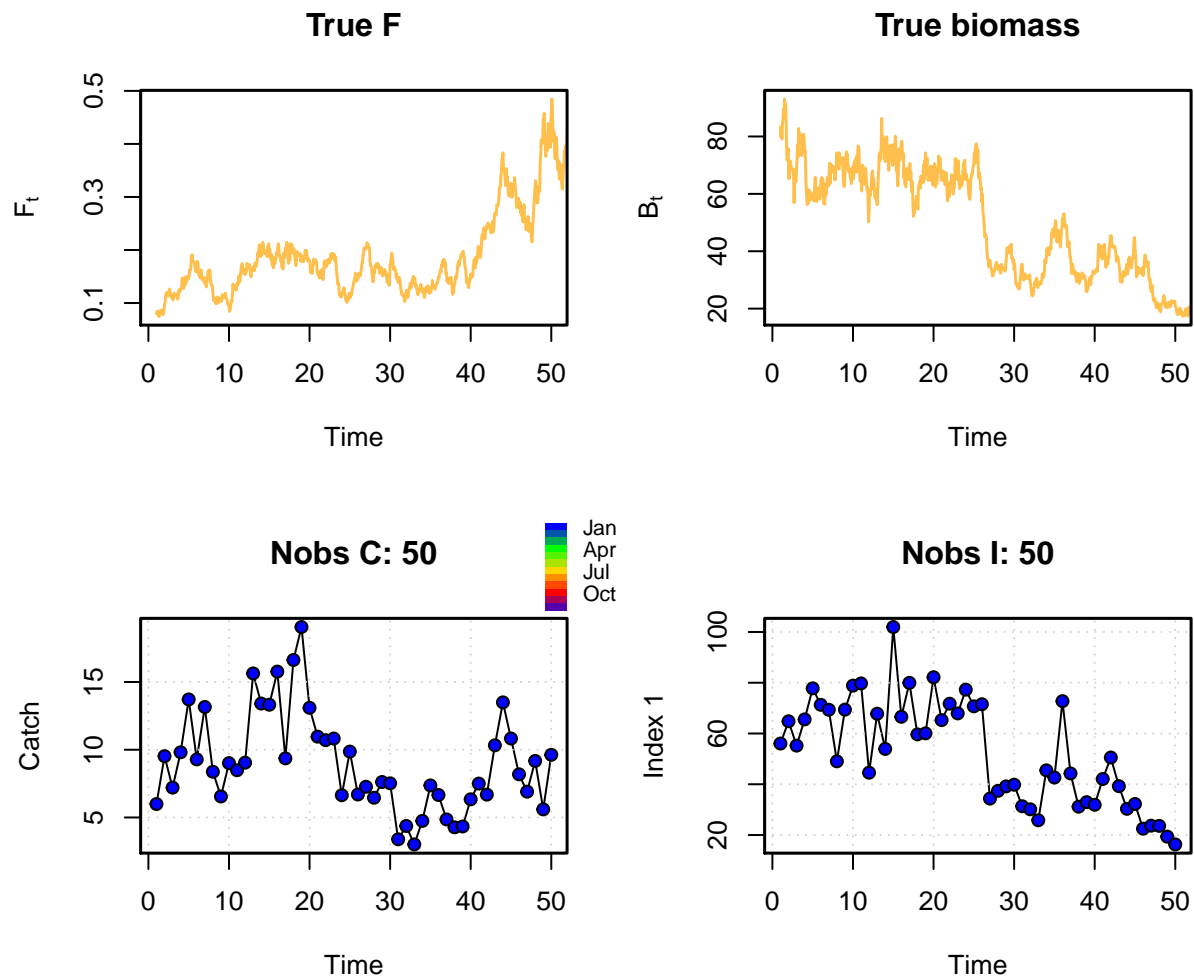 True F
0.1 0.3 0.5
Fₜ
0 10 20 30 40 50
Time
True biomass
20 40 60 80
Bₜ
0 10 20 30 40 50
Time
Nobs C: 50
Jan
Apr
Jul
Oct
5 10 15
Catch
0 10 20 30 40 50
Time
Nobs I: 50
20 60 100
Index 1
0 10 20 30 40 50
Time